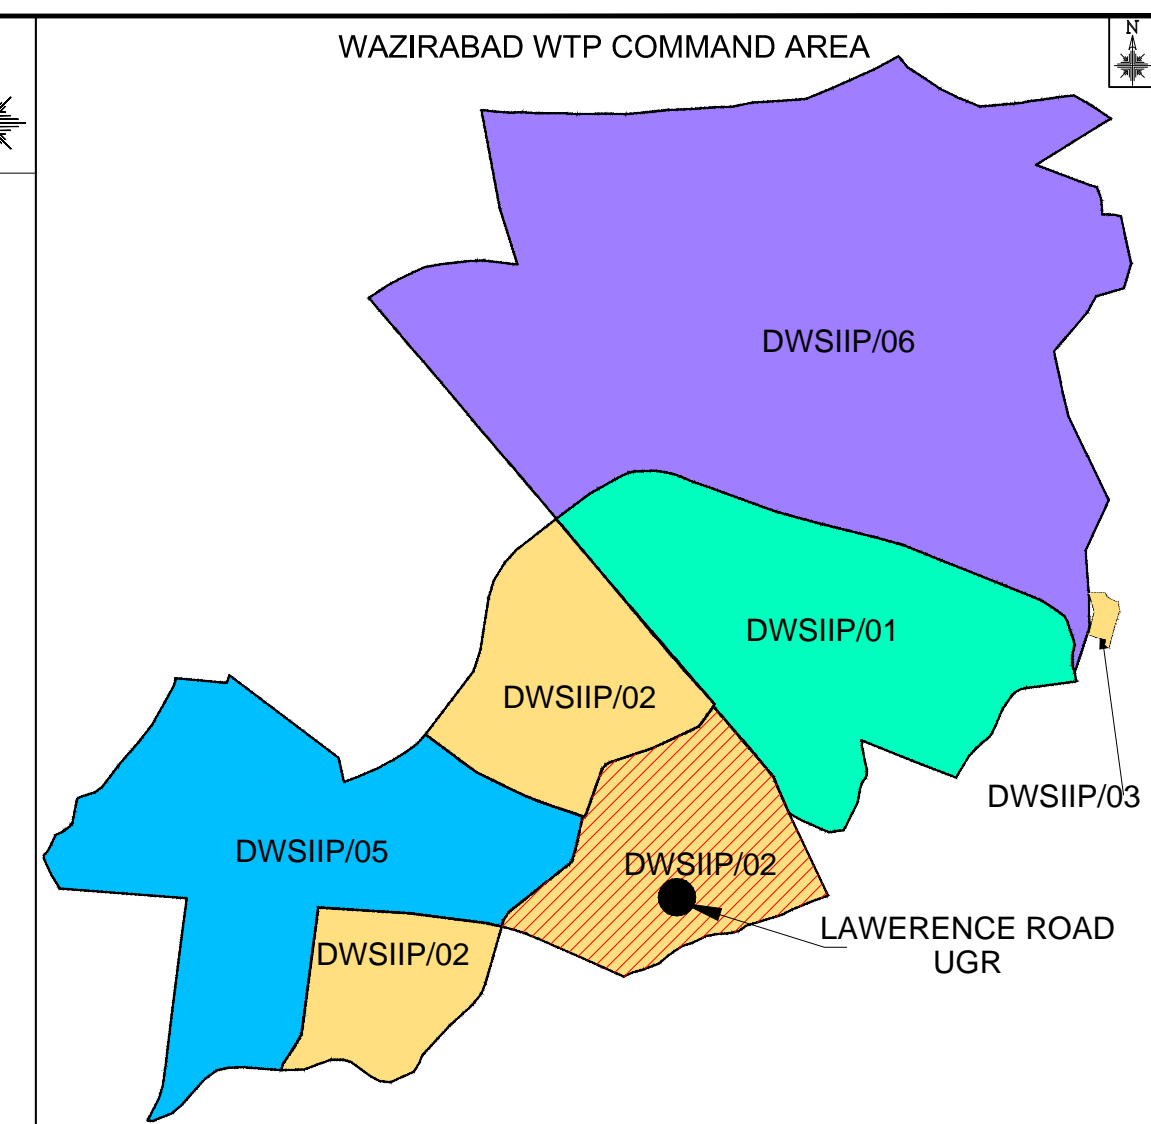 WAZIRABAD WTP COMMAND AREA
N
DWSIIP/06
DWSIIP/01
DWSIIP/02
DWSIIP/03
DWSIIP/05
DWSIIP/02
LAWERENCE ROAD
UGR
DWSIIP/02